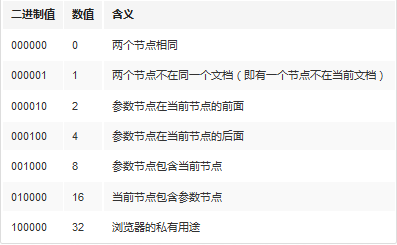 二进制值 数值 含义
000000 0 两个节点相同
000001 1 两个节点不在同一个文档（即有一个节点不在当前文档）
000010 2 参数节点在当前节点的前面
000100 4 参数节点在当前节点的后面
001000 8 参数节点包含当前节点
010000 16 当前节点包含参数节点
100000 32 浏览器的私有用途